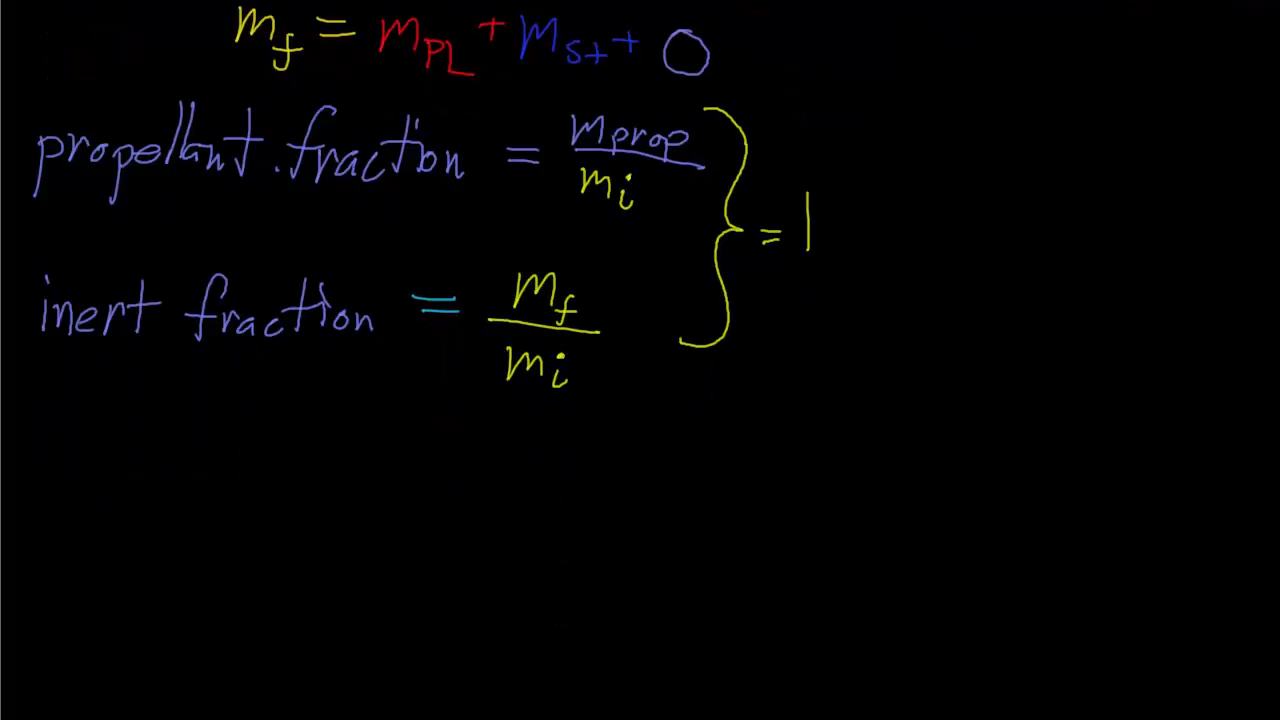 m_f = m_PL + m_St + 0
propellant. fraction = m_prop / m_i
} = 1
inert fraction = m_f / m_i